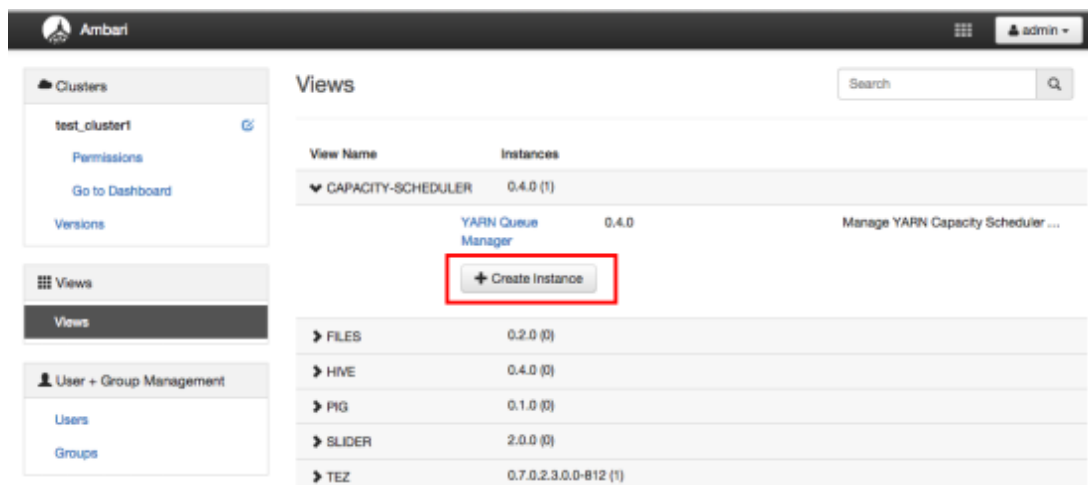 Ambari
admin
Clusters
test_cluster1
Permissions
Go to Dashboard
Versions
Views
Views
User + Group Management
Users
Groups
Views
Search
View Name Instances
CAPACITY-SCHEDULER 0.4.0 (1)
YARN Queue 0.4.0 Manage YARN Capacity Scheduler ...
Manager
+ Create Instance
FILES 0.2.0 (0)
HIVE 0.4.0 (0)
PIG 0.1.0 (0)
SLIDER 2.0.0 (0)
TEZ 0.7.0.2.3.0.0-812 (1)